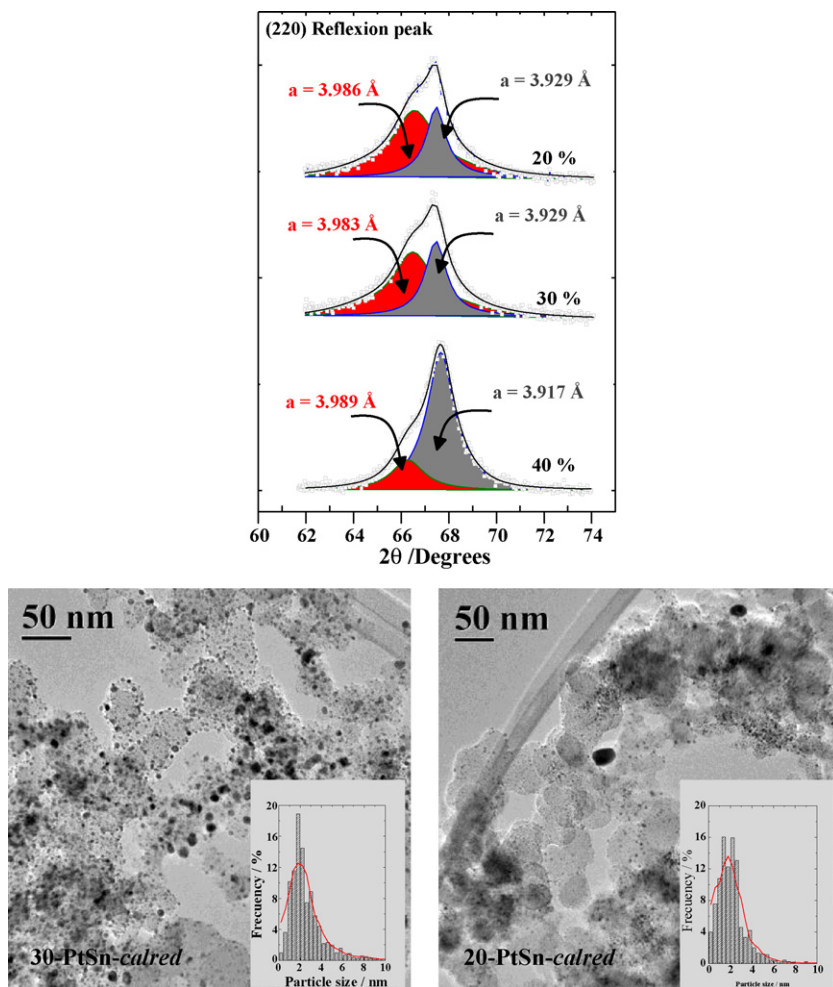 (220) Reflexion peak
a = 3.986 Å
a = 3.929 Å
20 %
a = 3.983 Å
a = 3.929 Å
30 %
a = 3.989 Å
a = 3.917 Å
40 %
60 62 64 66 68 70 72 74
2θ /Degrees
50 nm
20
16
12
8
4
0
Frecuency / %
0 2 4 6 8 10
Particle size / nm
30-PtSn-calred
50 nm
20
16
12
8
4
0
Frecuency / %
0 2 4 6 8 10
Particle size / nm
20-PtSn-calred